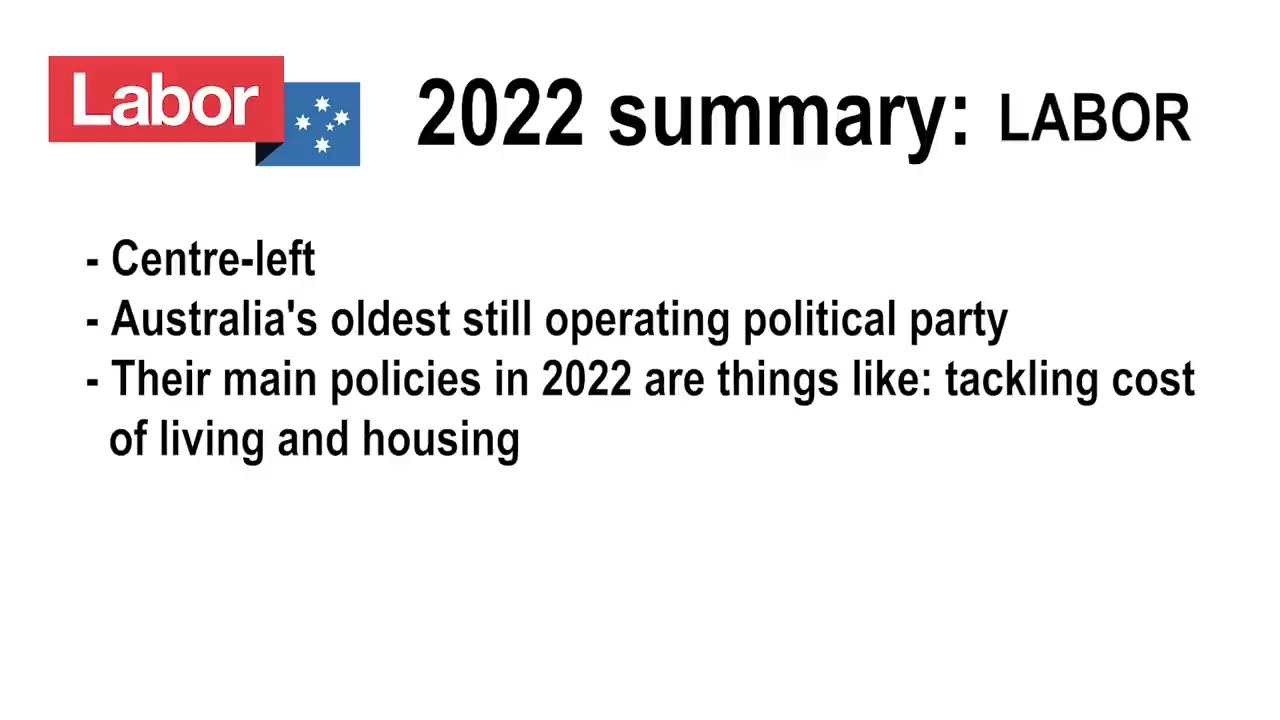 Labor
2022 summary: LABOR
- Centre-left
- Australia's oldest still operating political party
- Their main policies in 2022 are things like: tackling cost
of living and housing